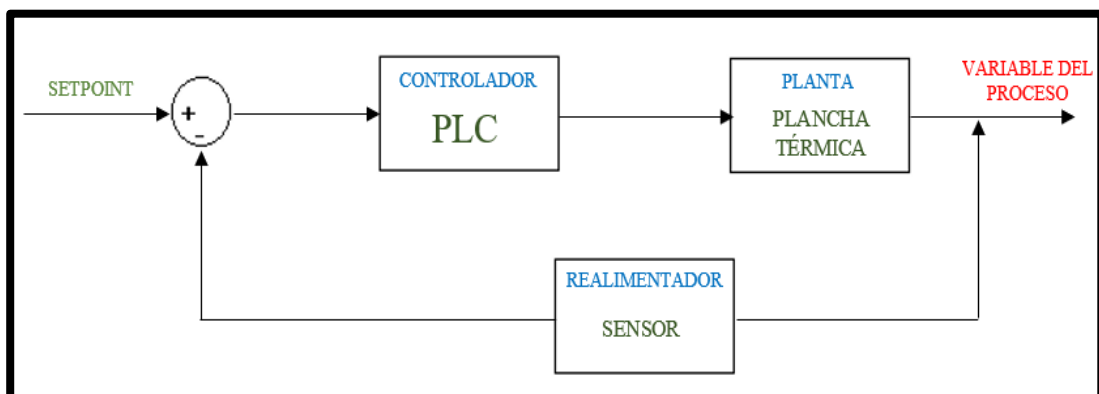 SETPOINT
+
-
CONTROLADOR
PLC
PLANTA
PLANCHA
TÉRMICA
VARIABLE DEL
PROCESO
REALIMENTADOR
SENSOR